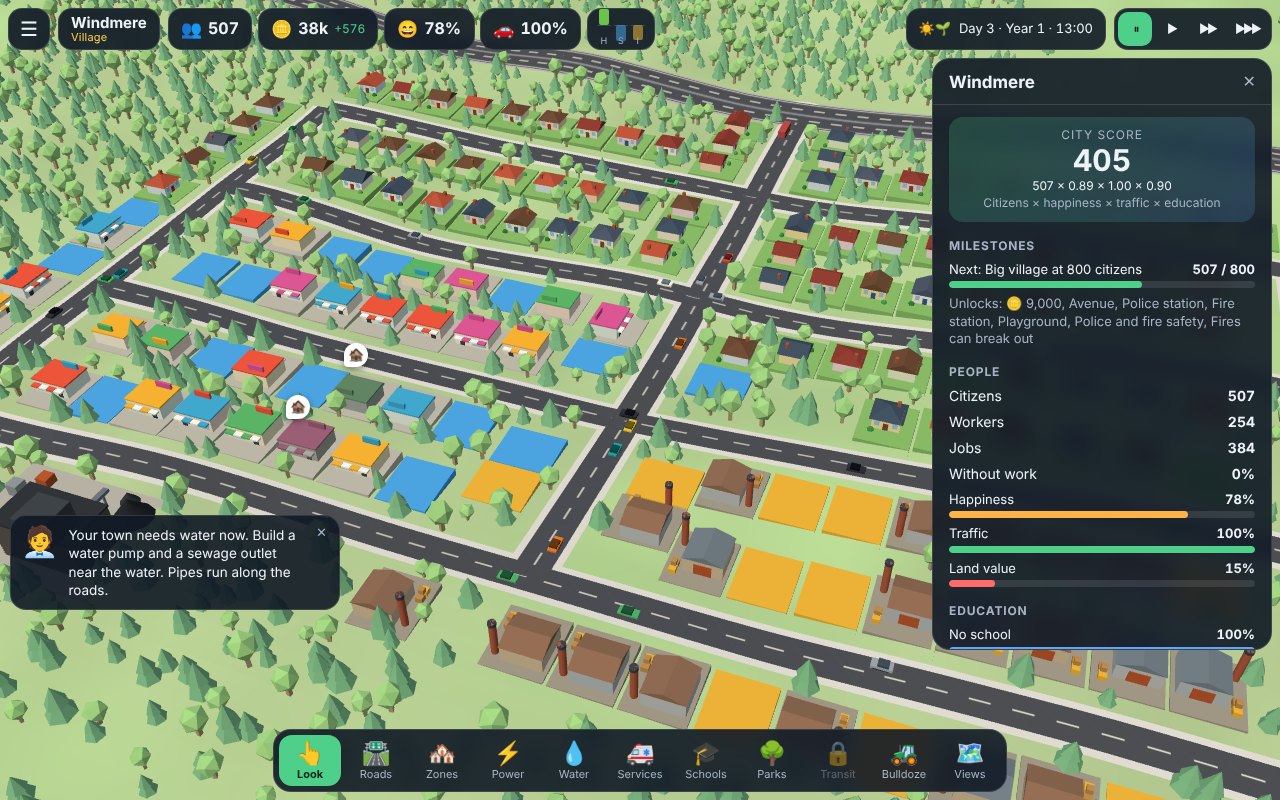 Windmere
Village
507
38k +576
78%
100%
H S I
Day 3 · Year 1 · 13:00
Windmere
CITY SCORE
405
507 × 0.89 × 1.00 × 0.90
Citizens × happiness × traffic × education
MILESTONES
Next: Big village at 800 citizens 507 / 800
Unlocks: 9,000, Avenue, Police station, Fire
station, Playground, Police and fire safety, Fires
can break out
PEOPLE
Citizens 507
Workers 254
Jobs 384
Without work 0%
Happiness 78%
Traffic 100%
Land value 15%
EDUCATION
No school 100%
Your town needs water now. Build a
water pump and a sewage outlet
near the water. Pipes run along the
roads.
Look
Roads
Zones
Power
Water
Services
Schools
Parks
Transit
Bulldoze
Views